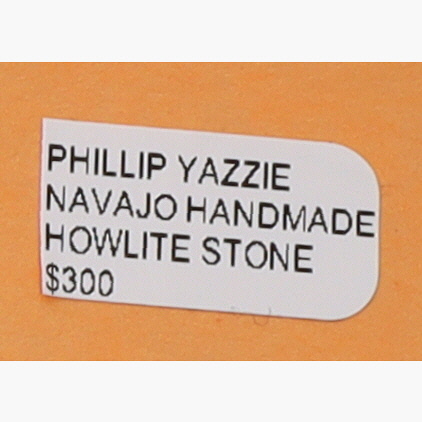 PHILLIP YAZZIE
NAVAJO HANDMADE
HOWLITE STONE
$300